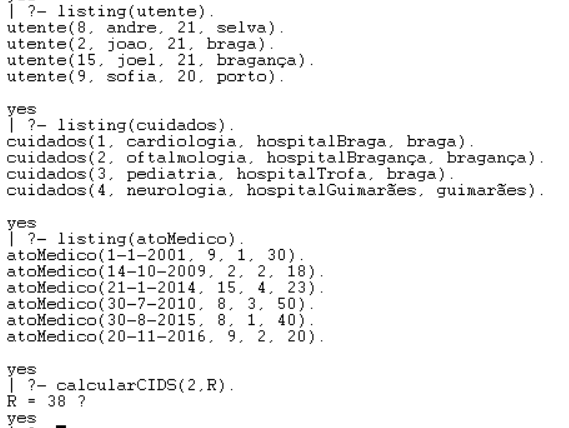 | ?- listing(utente).
utente(8, andre, 21, selva).
utente(2, joao, 21, braga).
utente(15, joel, 21, bragança).
utente(9, sofia, 20, porto).
yes
| ?- listing(cuidados).
cuidados(1, cardiologia, hospitalBraga, braga).
cuidados(2, oftalmologia, hospitalBragança, bragança).
cuidados(3, pediatria, hospitalTrofa, braga).
cuidados(4, neurologia, hospitalGuimarães, guimarães).
yes
| ?- listing(atoMedico).
atoMedico(1-1-2001, 9, 1, 30).
atoMedico(14-10-2009, 2, 2, 18).
atoMedico(21-1-2014, 15, 4, 23).
atoMedico(30-7-2010, 8, 3, 50).
atoMedico(30-8-2015, 8, 1, 40).
atoMedico(20-11-2016, 9, 2, 20).
yes
| ?- calcularCIDS(2,R).
R = 38 ?
yes